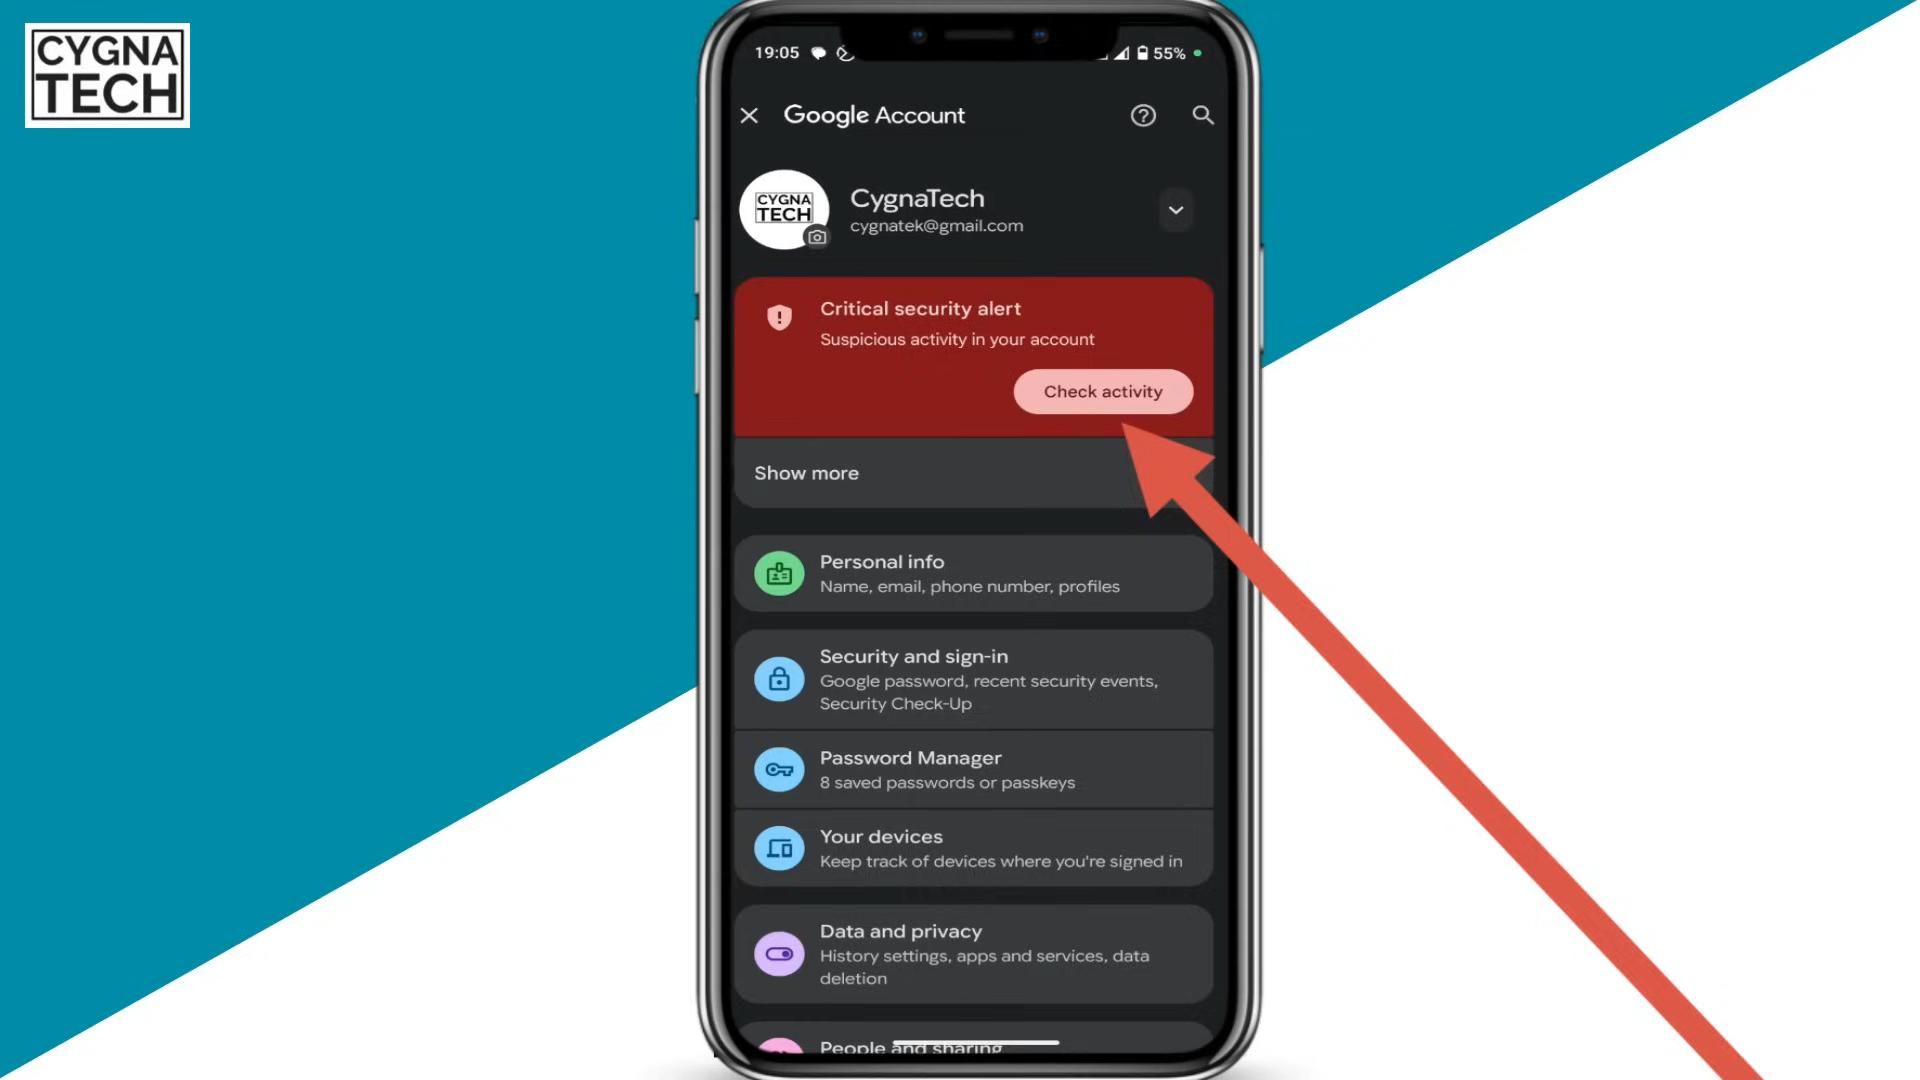 CYGNA
TECH
19:05
55%
Google Account
CYGNA
TECH
CygnaTech
cygnatek@gmail.com
Critical security alert
Suspicious activity in your account
Check activity
Show more
Personal info
Name, email, phone number, profiles
Security and sign-in
Google password, recent security events,
Security Check-Up
Password Manager
8 saved passwords or passkeys
Your devices
Keep track of devices where you're signed in
Data and privacy
History settings, apps and services, data
deletion
People and sharing